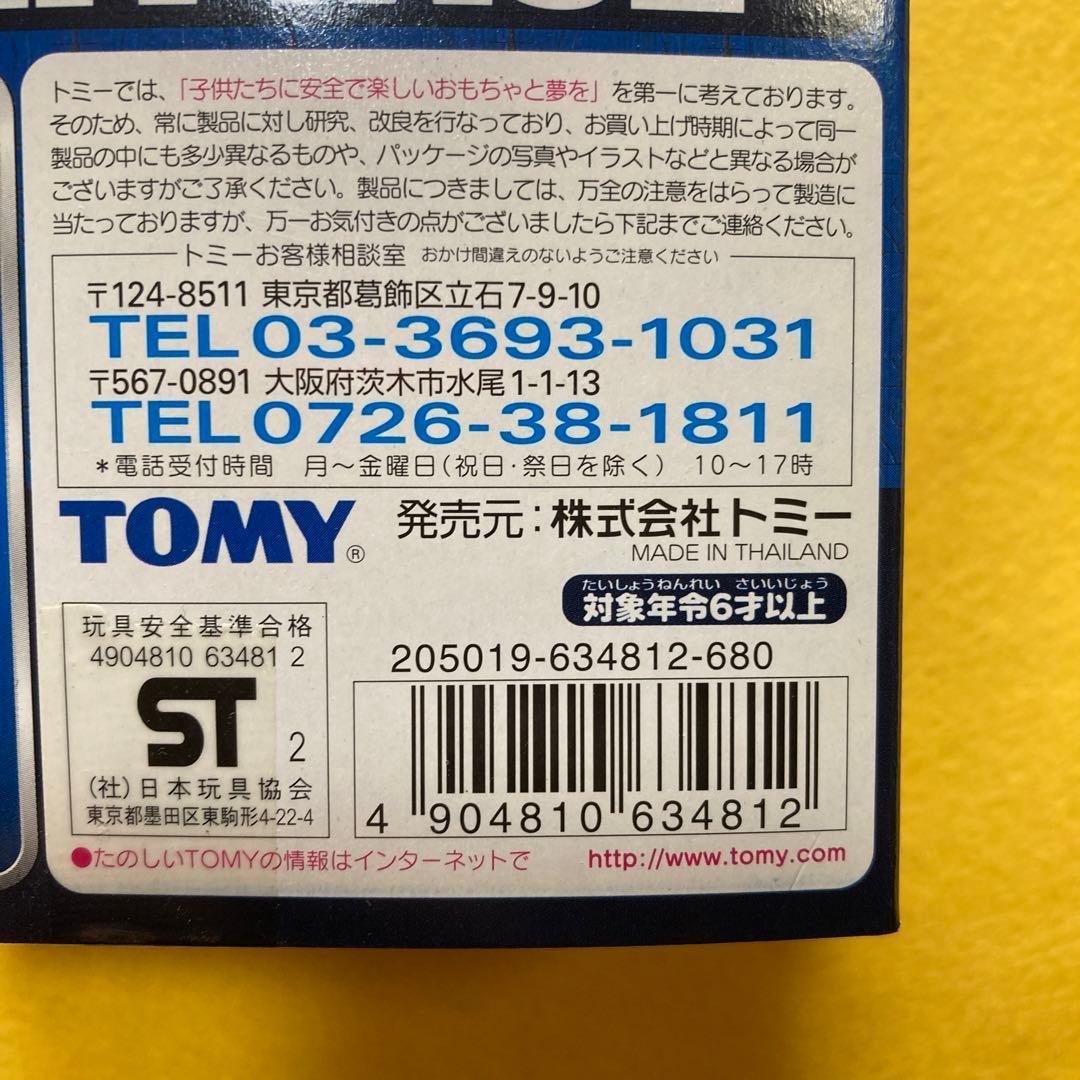 トミーでは、「子供たちに安全で楽しいおもちゃと夢を」を第一に考えております。
そのため、常に製品に対し研究、改良を行なっており、お買い上げ時期によって同一
製品の中にも多少異なるものや、パッケージの写真やイラストなどと異なる場合が
ございますがご了承ください。製品につきましては、万全の注意をはらって製造に
当たっておりますが、万一お気付きの点がございましたら下記までご連絡ください。
トミーお客様相談室 おかけ間違えのないようご注意ください
〒124-8511 東京都葛飾区立石7-9-10
TEL 03-3693-1031
〒567-0891 大阪府茨木市水尾1-1-13
TEL 0726-38-1811
*電話受付時間 月～金曜日(祝日・祭日を除く) 10～17時
TOMY® 発売元:株式会社トミー
MADE IN THAILAND
たいしょうねんれい さいいじょう
対象年令6才以上
玩具安全基準合格
4904810 63481 2
ST 2
(社)日本玩具協会
東京都墨田区東駒形4-22-4
205019-634812-680
4 904810 634812
●たのしいTOMYの情報はインターネットで http://www.tomy.com